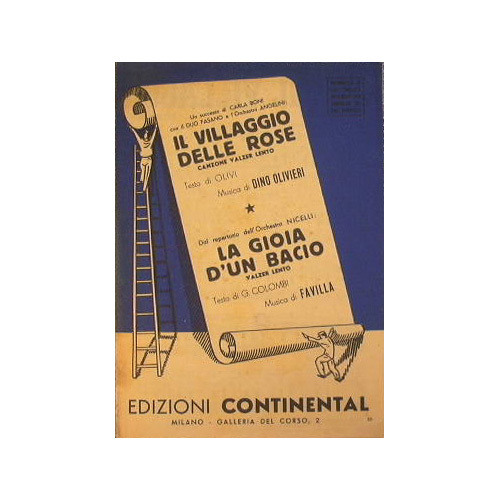 Un successo di CARLA BONI
con il DUO FASANO e l'Orchestra ANGELINI:
IL VILLAGGIO
DELLE ROSE
CANZONE VALZER LENTO
Testo di OLIVI
Musica di DINO OLIVIERI
Dal repertorio dell'Orchestra NICELLI:
LA GIOIA
D'UN BACIO
VALZER LENTO
Testo di G. COLOMBI
Musica di FAVILLA
EDIZIONI CONTINENTAL
MILANO - GALLERIA DEL CORSO, 2